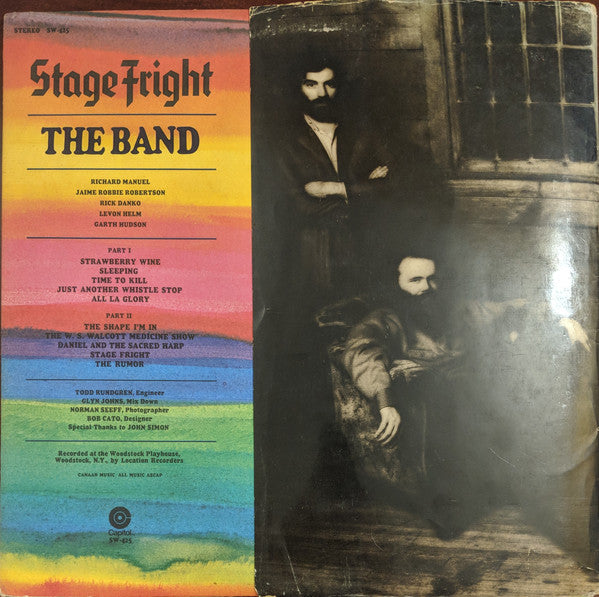 STEREO SW-425
Stage Fright
THE BAND
RICHARD MANUEL
JAIME ROBBIE ROBERTSON
RICK DANKO
LEVON HELM
GARTH HUDSON
PART I
STRAWBERRY WINE
SLEEPING
TIME TO KILL
JUST ANOTHER WHISTLE STOP
ALL LA GLORY
PART II
THE SHAPE I'M IN
THE W. S. WALCOTT MEDICINE SHOW
DANIEL AND THE SACRED HARP
STAGE FRIGHT
THE RUMOR
TODD RUNDGREN, Engineer
GLYN JOHNS, Mix Down
NORMAN SEEFF, Photographer
BOB CATO, Designer
Special Thanks to JOHN SIMON
Recorded at the Woodstock Playhouse,
Woodstock, N.Y., by Location Recorders
CANAAN MUSIC ALL MUSIC ASCAP
Capitol
SW-425